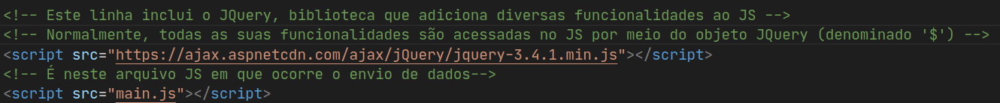 <!-- Este linha inclui o JQuery, biblioteca que adiciona diversas funcionalidades ao JS -->
<!-- Normalmente, todas as suas funcionalidades são acessadas no JS por meio do objeto JQuery (denominado '$') -->
<script src="https://ajax.aspnetcdn.com/ajax/jQuery/jquery-3.4.1.min.js"></script>
<!-- É neste arquivo JS em que ocorre o envio de dados-->
<script src="main.js"></script>